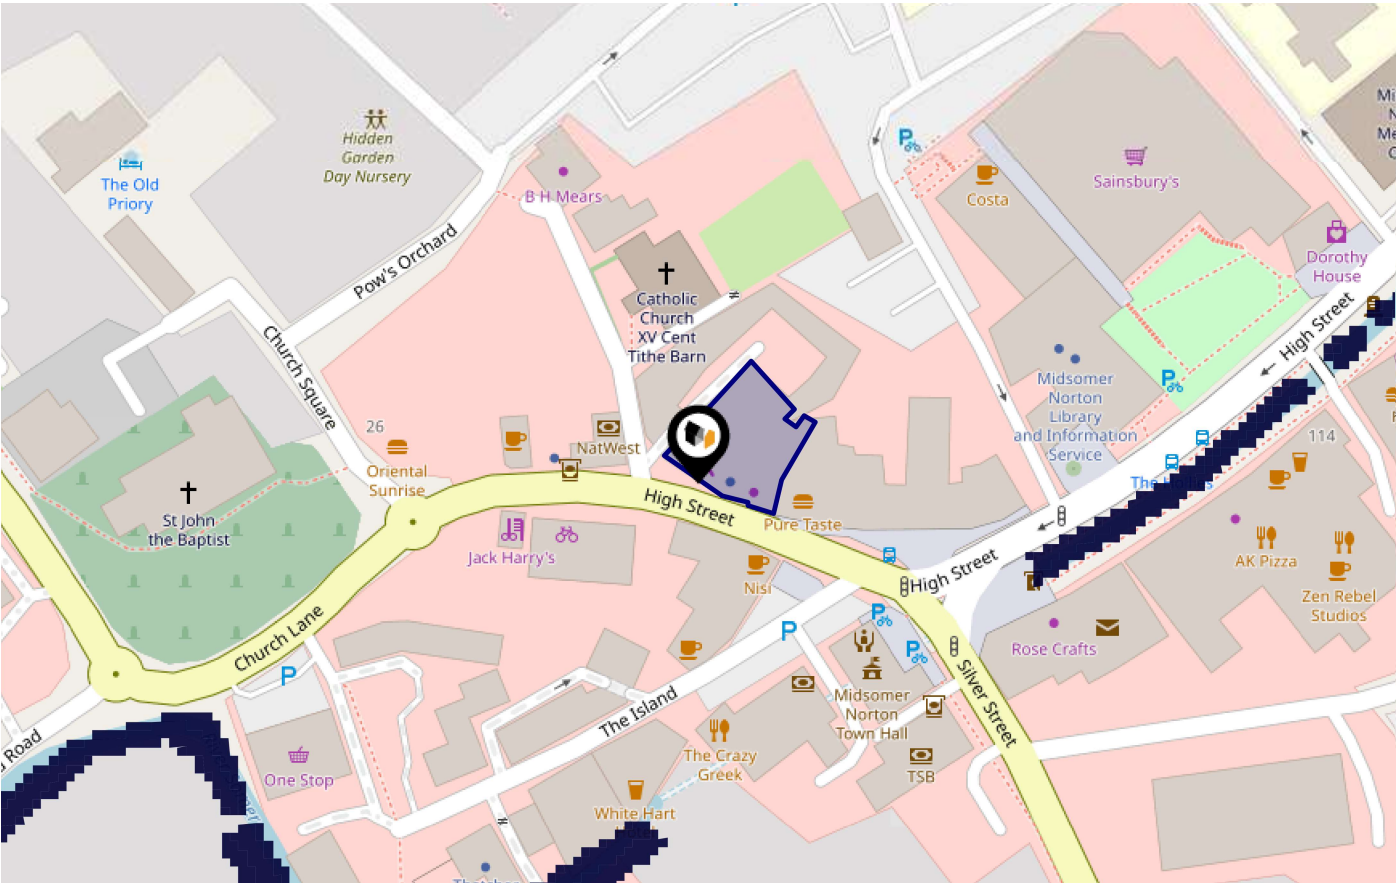 Hidden
Garden
Day Nursery
The Old
Priory
B H Mears
Costa
Sainsbury's
Dorothy
House
Pow's Orchard
Church Square
Catholic
Church
XV Cent
Tithe Barn
High Street
Midsomer
Norton
Library
and Information
Service
26
Oriental
Sunrise
NatWest
114
St John
the Baptist
High Street
Pure Taste
The Hollies
Jack Harry's
Nisi
High Street
AK Pizza
Zen Rebel
Studios
Rose Crafts
Church Lane
P
P
The Island
Midsomer
Norton
Town Hall
Silver Street
Road
One Stop
The Crazy
Greek
TSB
White Hart